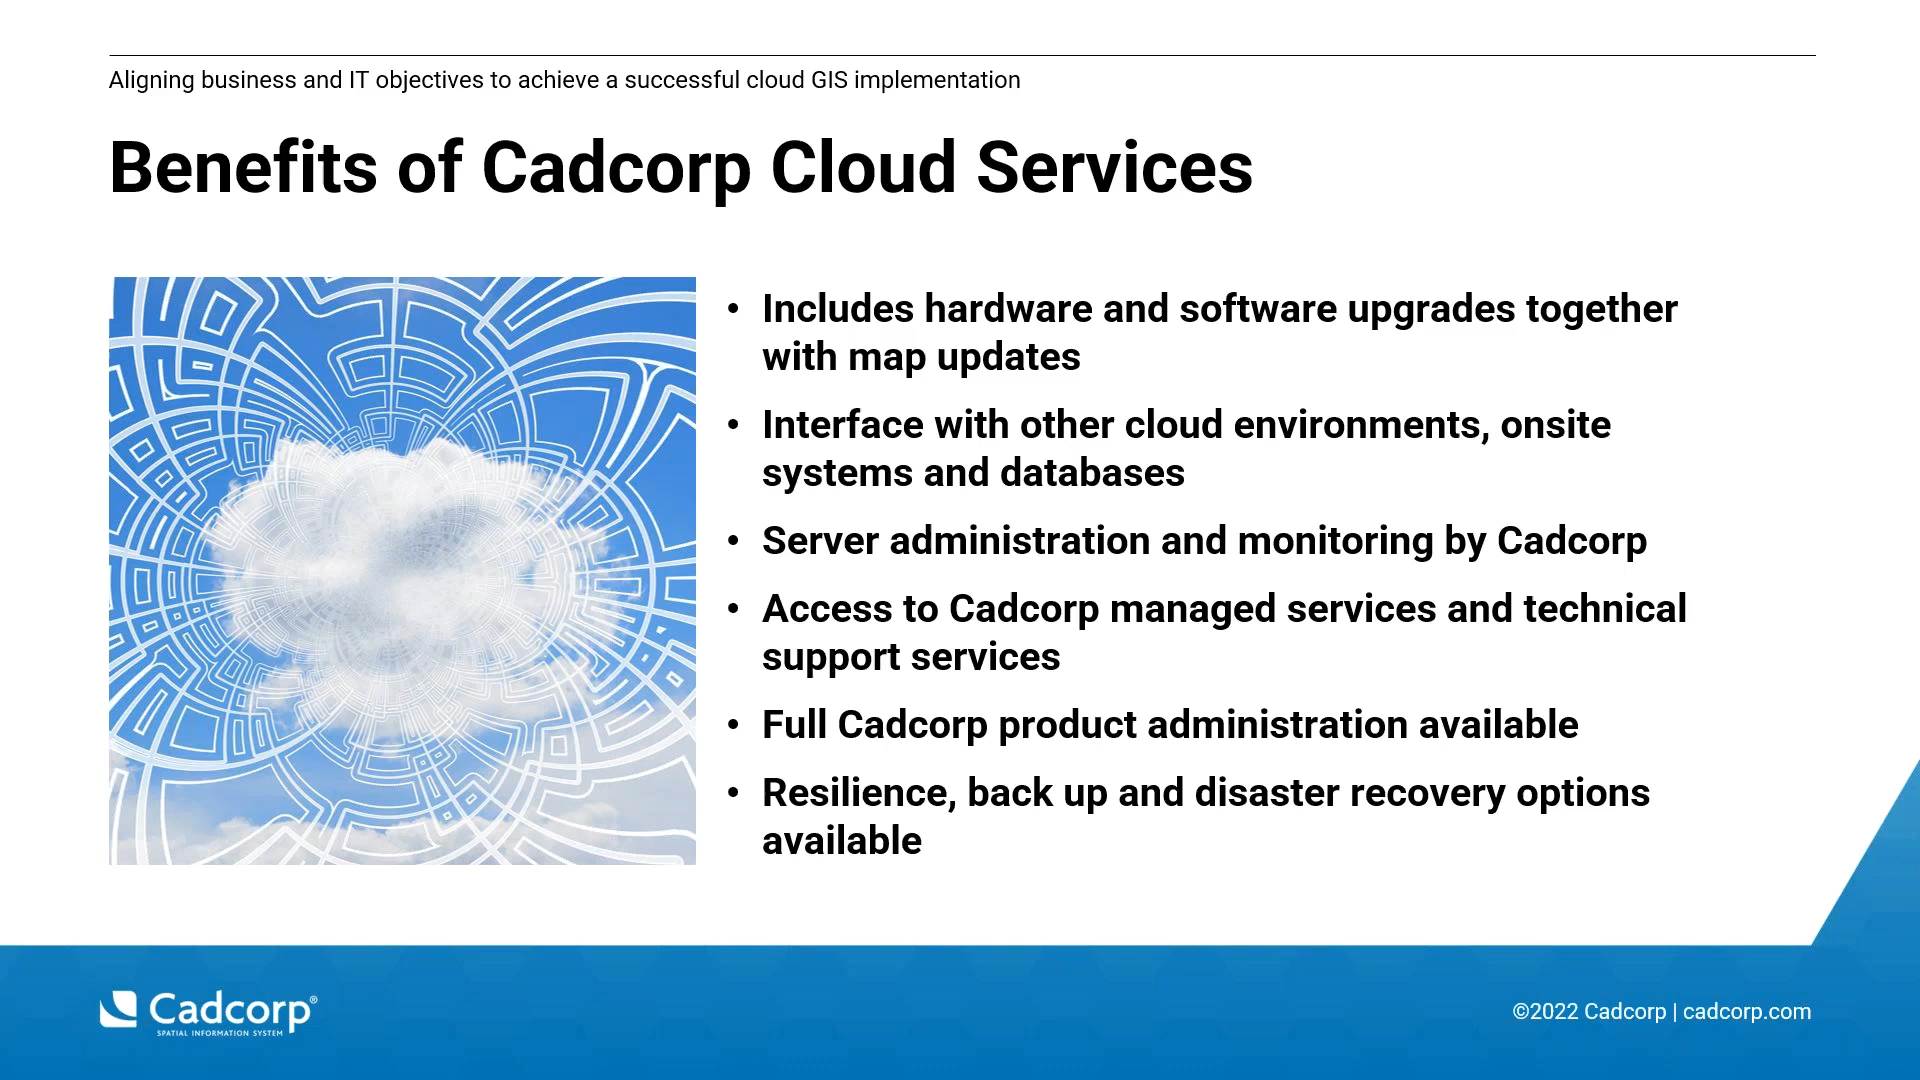 Aligning business and IT objectives to achieve a successful cloud GIS implementation
Benefits of Cadcorp Cloud Services
• Includes hardware and software upgrades together
with map updates
• Interface with other cloud environments, onsite
systems and databases
• Server administration and monitoring by Cadcorp
• Access to Cadcorp managed services and technical
support services
• Full Cadcorp product administration available
• Resilience, back up and disaster recovery options
available
Cadcorp®
SPATIAL INFORMATION SYSTEM
©2022 Cadcorp | cadcorp.com